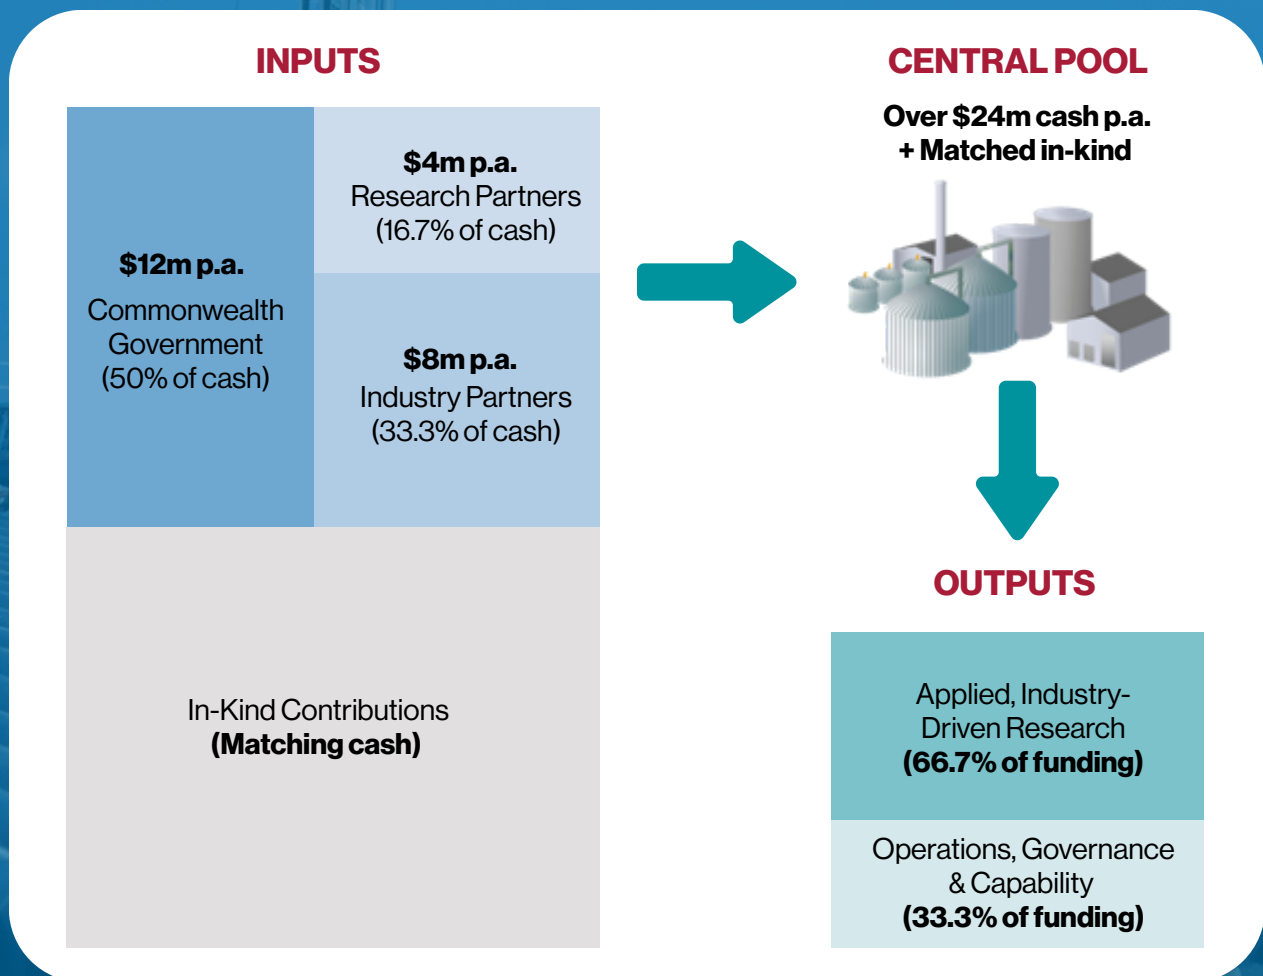 INPUTS
$12m p.a.
Commonwealth
Government
(50% of cash)
$4m p.a.
Research Partners
(16.7% of cash)
$8m p.a.
Industry Partners
(33.3% of cash)
In-Kind Contributions
(Matching cash)
CENTRAL POOL
Over $24m cash p.a.
+ Matched in-kind
OUTPUTS
Applied, Industry-
Driven Research
(66.7% of funding)
Operations, Governance
& Capability
(33.3% of funding)